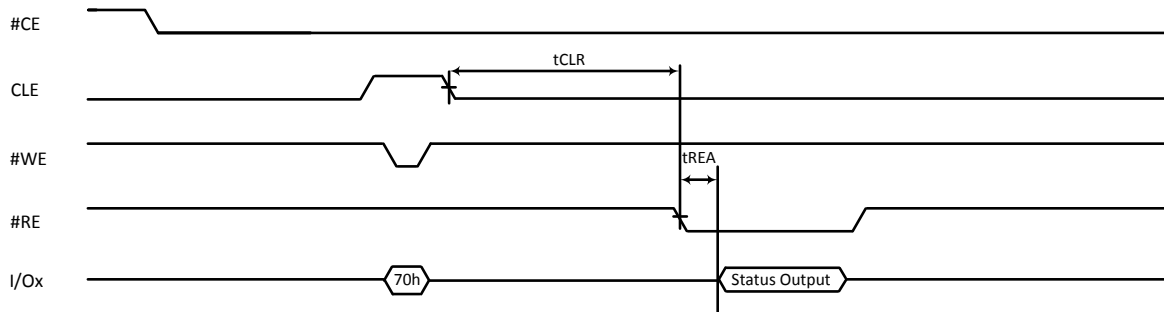 #CE
tCLR
CLE
#WE
tREA
#RE
I/Ox
70h
Status Output